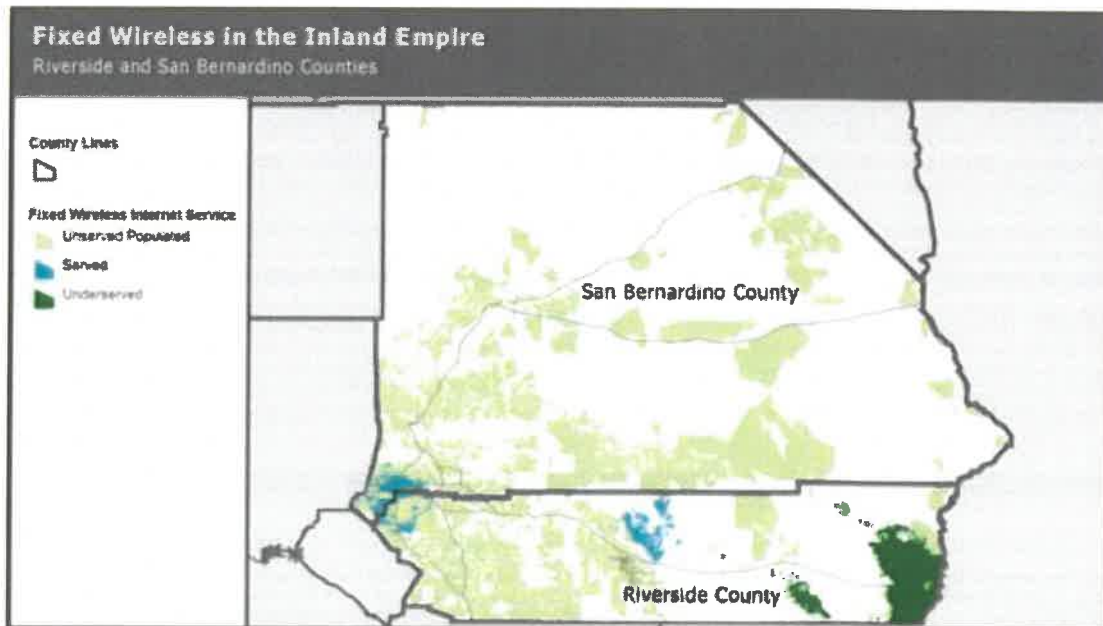 Fixed Wireless in the Inland Empire
Riverside and San Bernardino Counties
County Lines
Fixed Wireless Internet Service
Unserved Populated
Served
Underserved
San Bernardino County
Riverside County